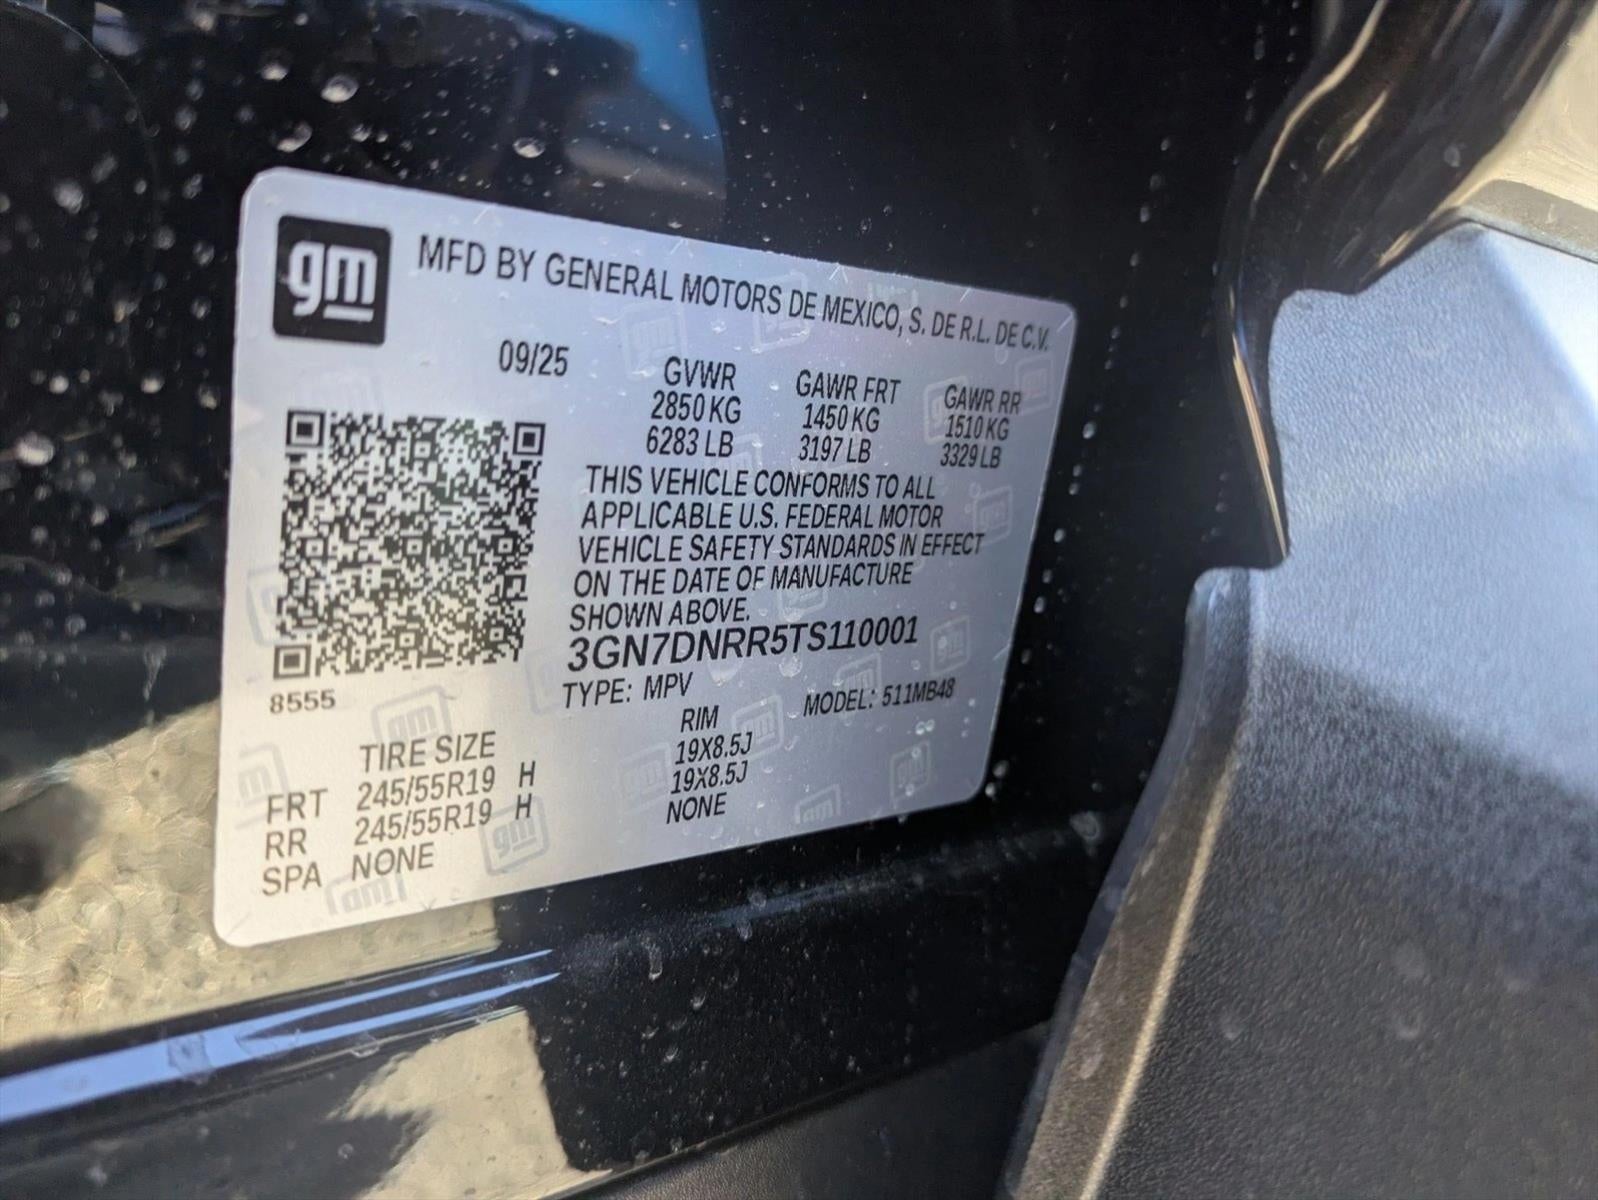 gm
MFD BY GENERAL MOTORS DE MEXICO, S. DE R.L. DE C.V.
09/25
GVWR GAWR FRT GAWR RR
2850 KG 1450 KG 1510 KG
6283 LB 3197 LB 3329 LB
THIS VEHICLE CONFORMS TO ALL
APPLICABLE U.S. FEDERAL MOTOR
VEHICLE SAFETY STANDARDS IN EFFECT
ON THE DATE OF MANUFACTURE
SHOWN ABOVE.
3GN7DNRR5TS110001
8555
TYPE: MPV MODEL: 511MB48
TIRE SIZE RIM
FRT 245/55R19 H 19X8.5J
RR 245/55R19 H 19X8.5J
SPA NONE NONE